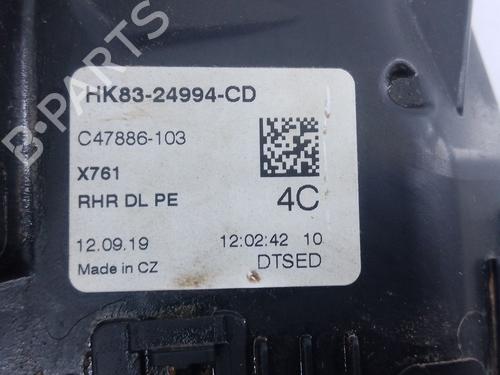 B-PARTS
HK83-24994-CD
C47886-103
X761
RHR DL PE
4C
12.09.19 12:02:42 10
Made in CZ DTSED